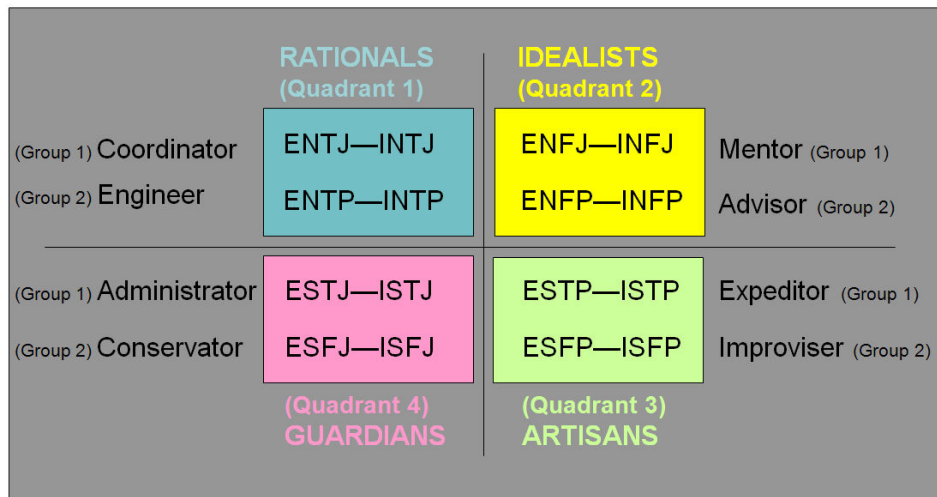 RATIONALS
(Quadrant 1)
IDEALISTS
(Quadrant 2)
(Group 1) Coordinator
ENTJ—INTJ
ENFJ—INFJ
Mentor (Group 1)
(Group 2) Engineer
ENTP—INTP
ENFP—INFP
Advisor (Group 2)
(Group 1) Administrator
ESTJ—ISTJ
ESTP—ISTP
Expeditor (Group 1)
(Group 2) Conservator
ESFJ—ISFJ
ESFP—ISFP
Improviser (Group 2)
(Quadrant 4)
GUARDIANS
(Quadrant 3)
ARTISANS